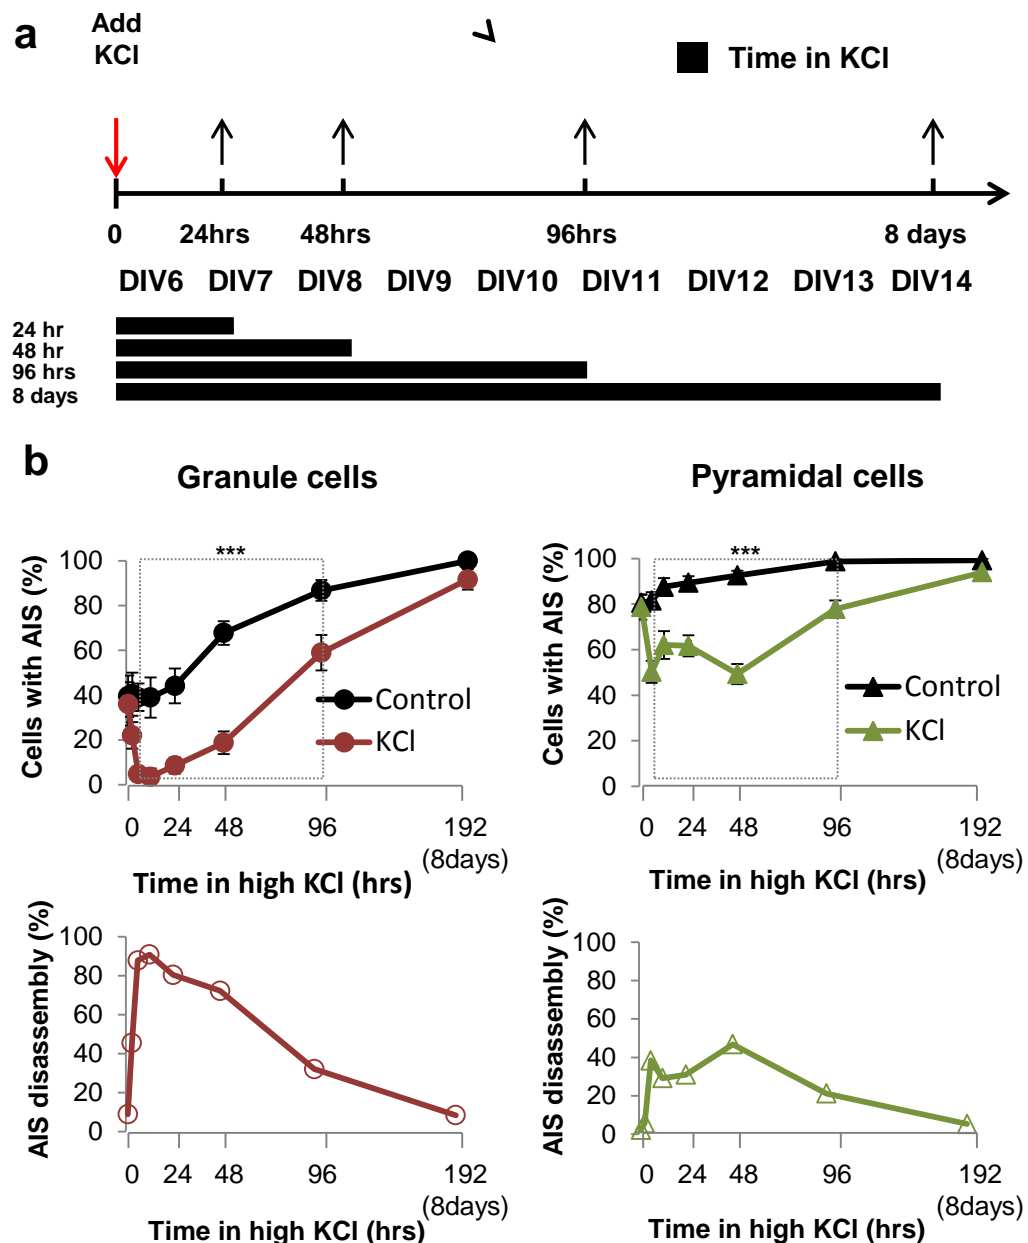 a
Add
KCl
Time in KCl
0 24hrs 48hrs 96hrs 8 days
DIV6 DIV7 DIV8 DIV9 DIV10 DIV11 DIV12 DIV13 DIV14
24 hr
48 hr
96 hrs
8 days
b
Granule cells
Cells with AIS (%)
100
80
60
40
20
0
***
Control
KCl
0 24 48 96 192
(8days)
Time in high KCl (hrs)
Pyramidal cells
Cells with AIS (%)
100
80
60
40
20
0
***
Control
KCl
0 24 48 96 192
(8days)
Time in high KCl (hrs)
AIS disassembly (%)
100
80
60
40
20
0
0 24 48 96 192
(8days)
Time in high KCl (hrs)
AIS disassembly (%)
100
80
60
40
20
0
0 24 48 96 192
(8days)
Time in high KCl (hrs)